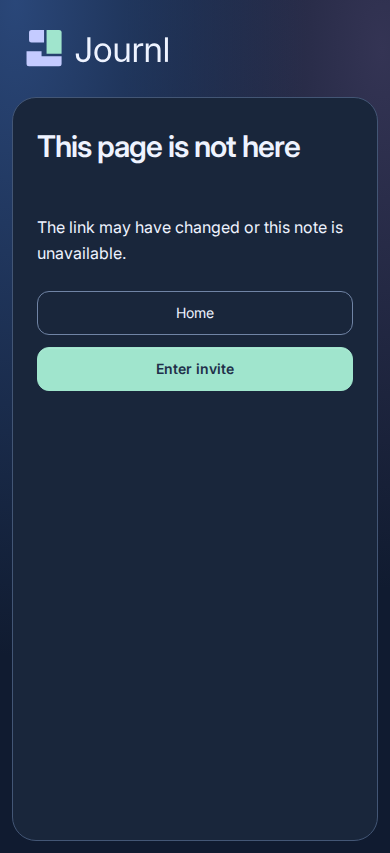 Journl
This page is not here
The link may have changed or this note is
unavailable.
Home
Enter invite